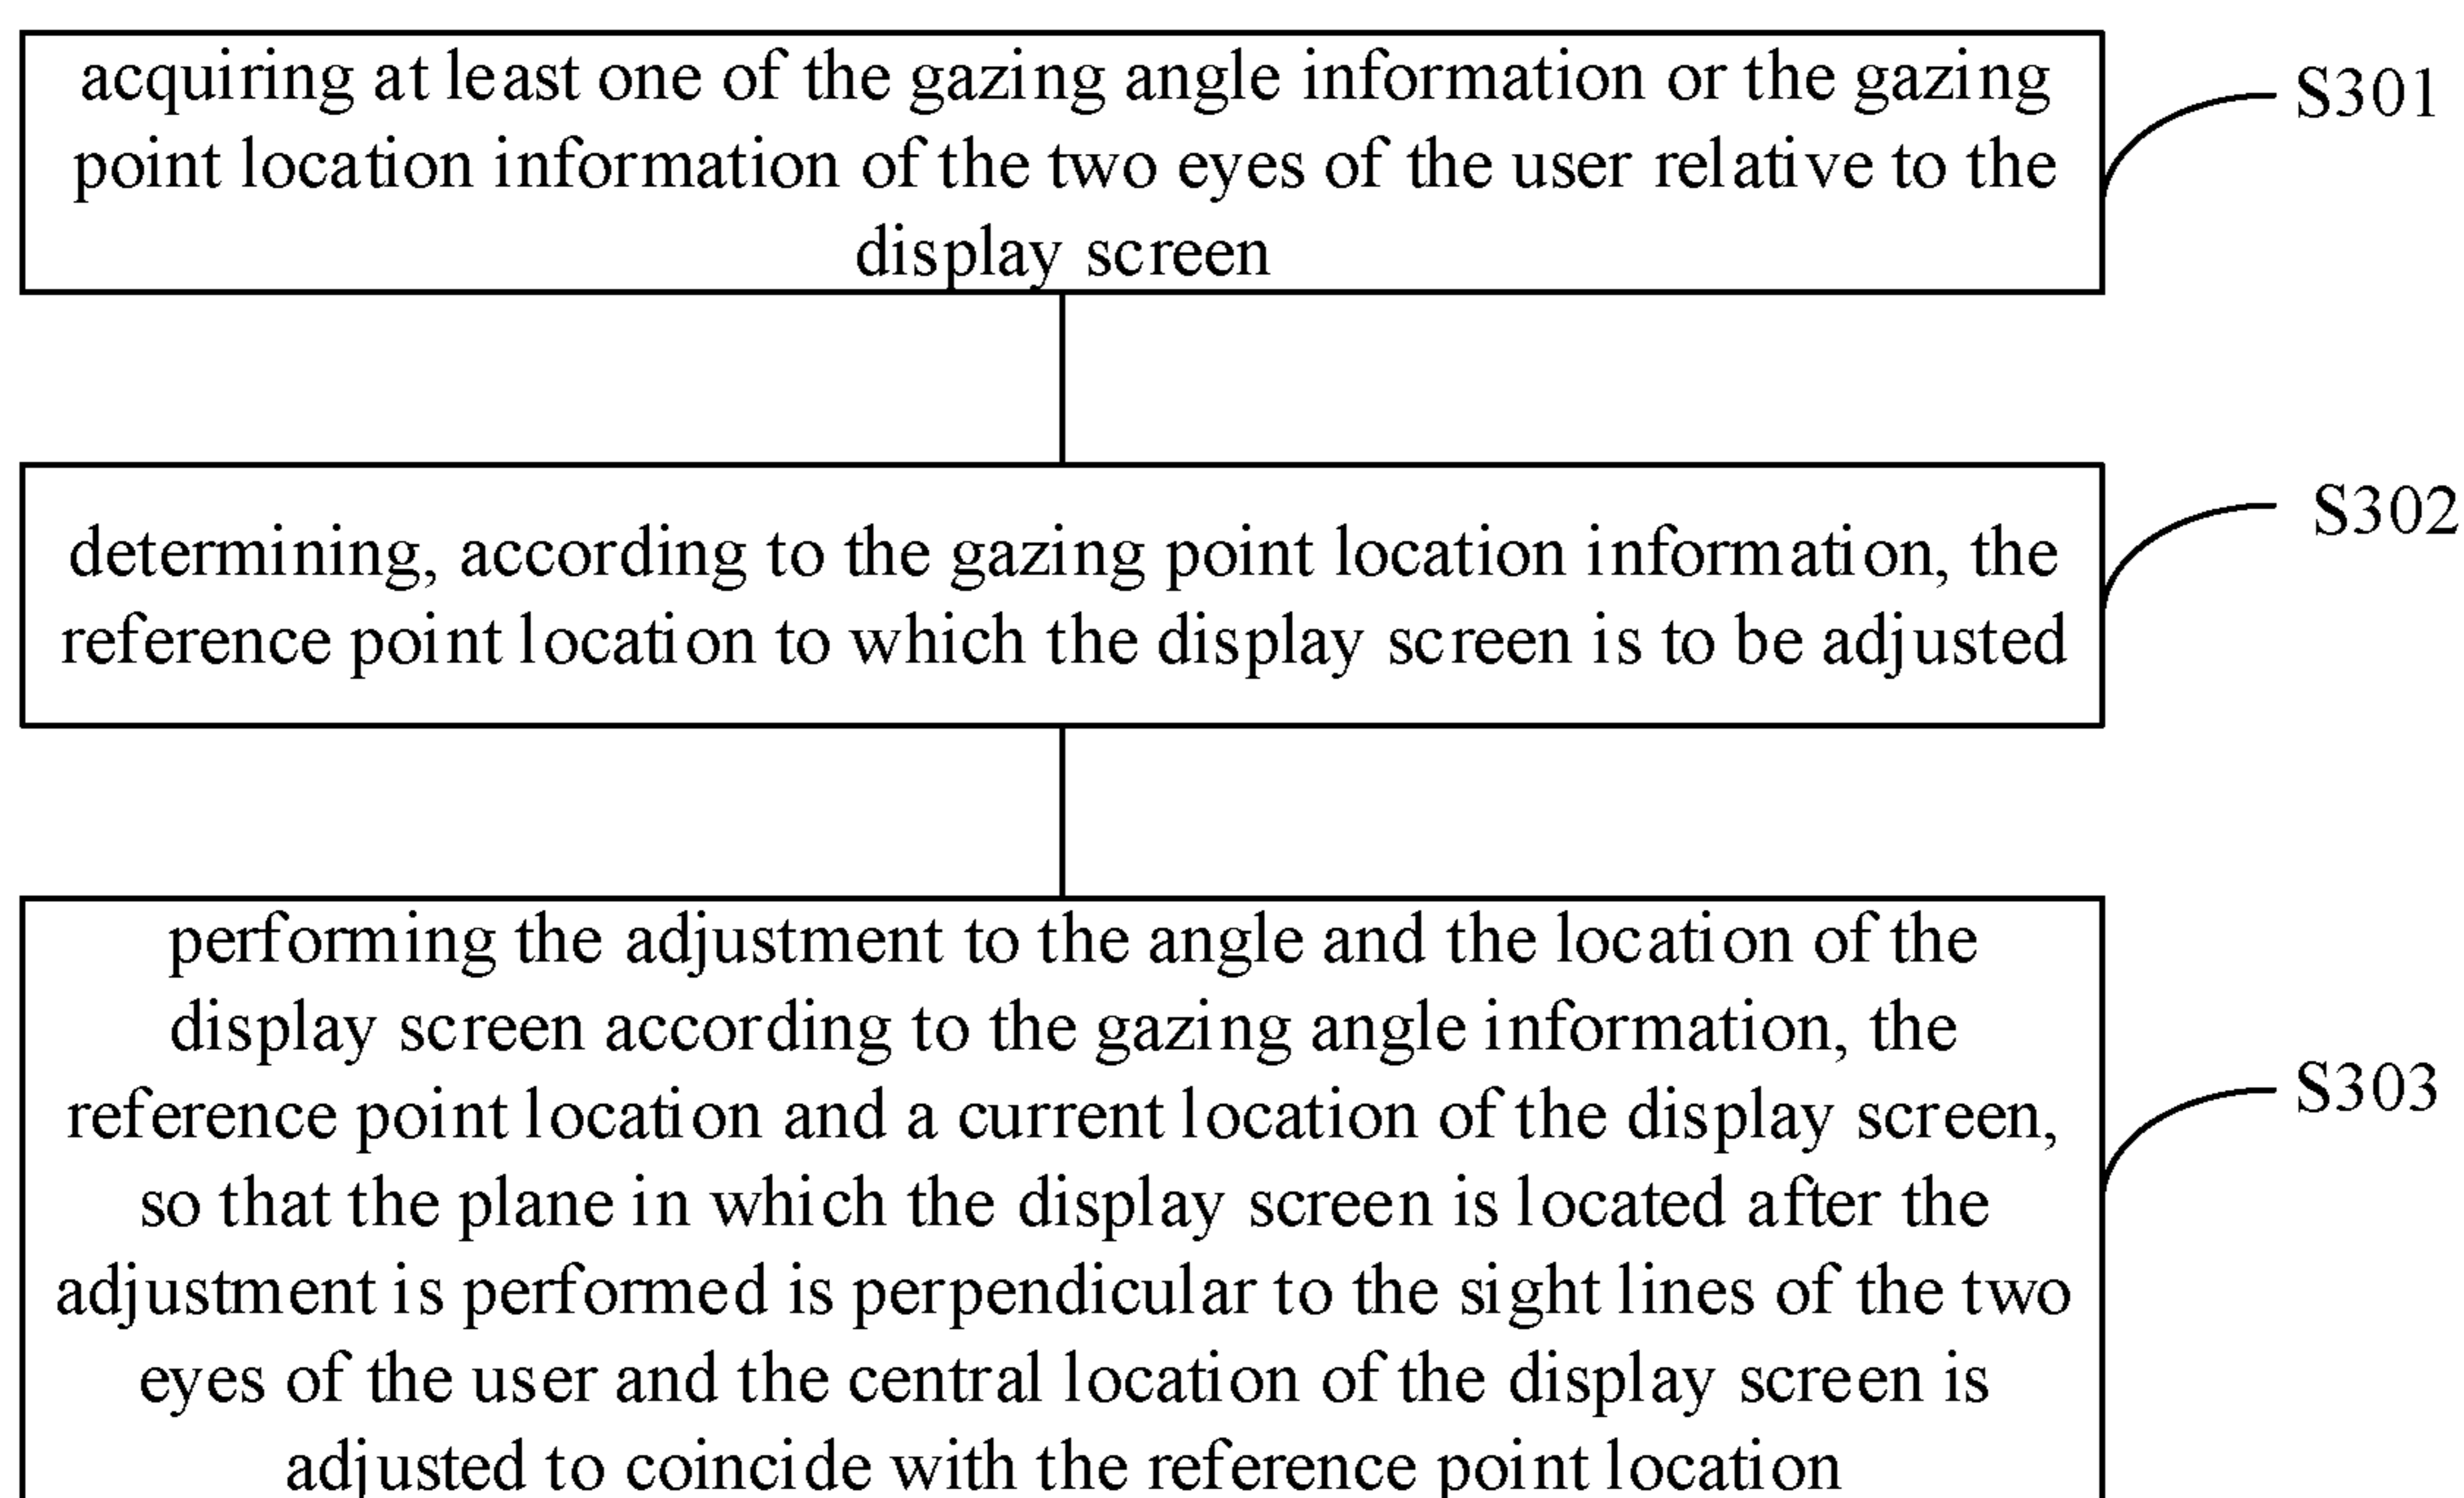 acquiring at least one of the gazing angle information or the gazing
point location information of the two eyes of the user relative to the
display screen
S301
determining, according to the gazing point location information, the
reference point location to which the display screen is to be adjusted
S302
performing the adjustment to the angle and the location of the
display screen according to the gazing angle information, the
reference point location and a current location of the display screen,
so that the plane in which the display screen is located after the
adjustment is performed is perpendicular to the sight lines of the two
eyes of the user and the central location of the display screen is
adjusted to coincide with the reference point location
S303